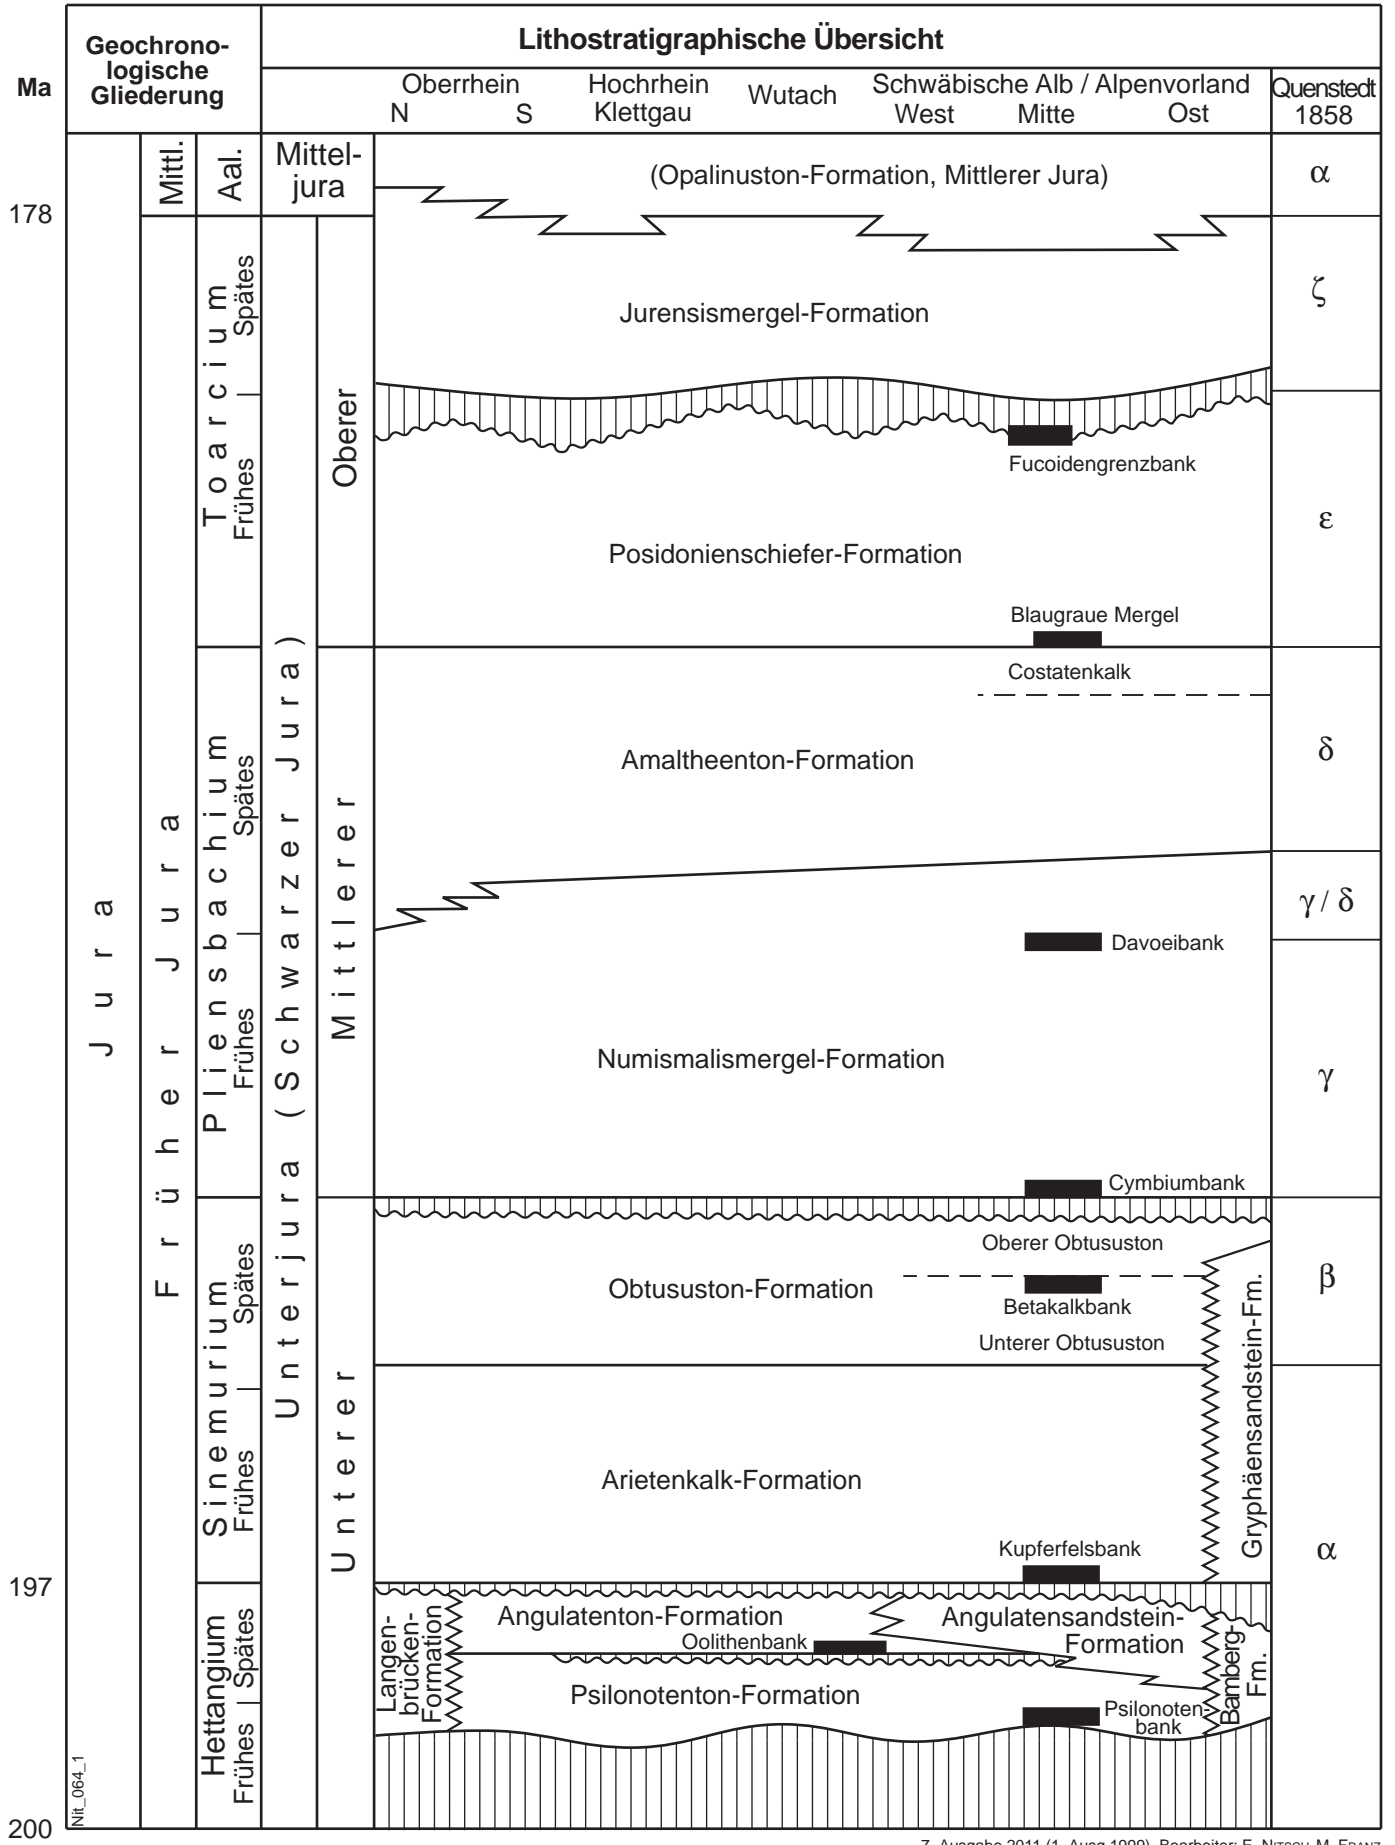 Geochrono-
logische
Gliederung
Lithostratigraphische Übersicht
Ma
Oberrhein
N
S
Hochrhein
Klettgau
Wutach
Schwäbische Alb / Alpenvorland
West
Mitte
Ost
Quenstedt
1858
Mittl.
Aal.
Mittel-
jura
(Opalinuston-Formation, Mittlerer Jura)
α
178
Jura
Früher Jura
Toarcium
Spätes
Frühes
Unterjura (Schwarzer Jura)
Oberer
Jurensismergel-Formation
ζ
Fucoidengrenzbank
Posidonienschiefer-Formation
ε
Blaugraue Mergel
Pliensbachium
Spätes
Frühes
Mittlerer
Costatenkalk
Amaltheenton-Formation
δ
γ / δ
Davoeibank
Numismalismergel-Formation
γ
Cymbiumbank
Sinemurium
Spätes
Frühes
Unterer
Oberer Obtususton
Obtususton-Formation
Betakalkbank
Unterer Obtususton
β
Gryphäensandstein-Fm.
Arietenkalk-Formation
Kupferfelsbank
α
197
Hettangium
Spätes
Frühes
Langen-
brücken-
Formation
Angulatenton-Formation
Oolithenbank
Angulatensandstein-
Formation
Psilonotenton-Formation
Psilonoten-
bank
Bamberg-
Fm.
Nit_064_1
200